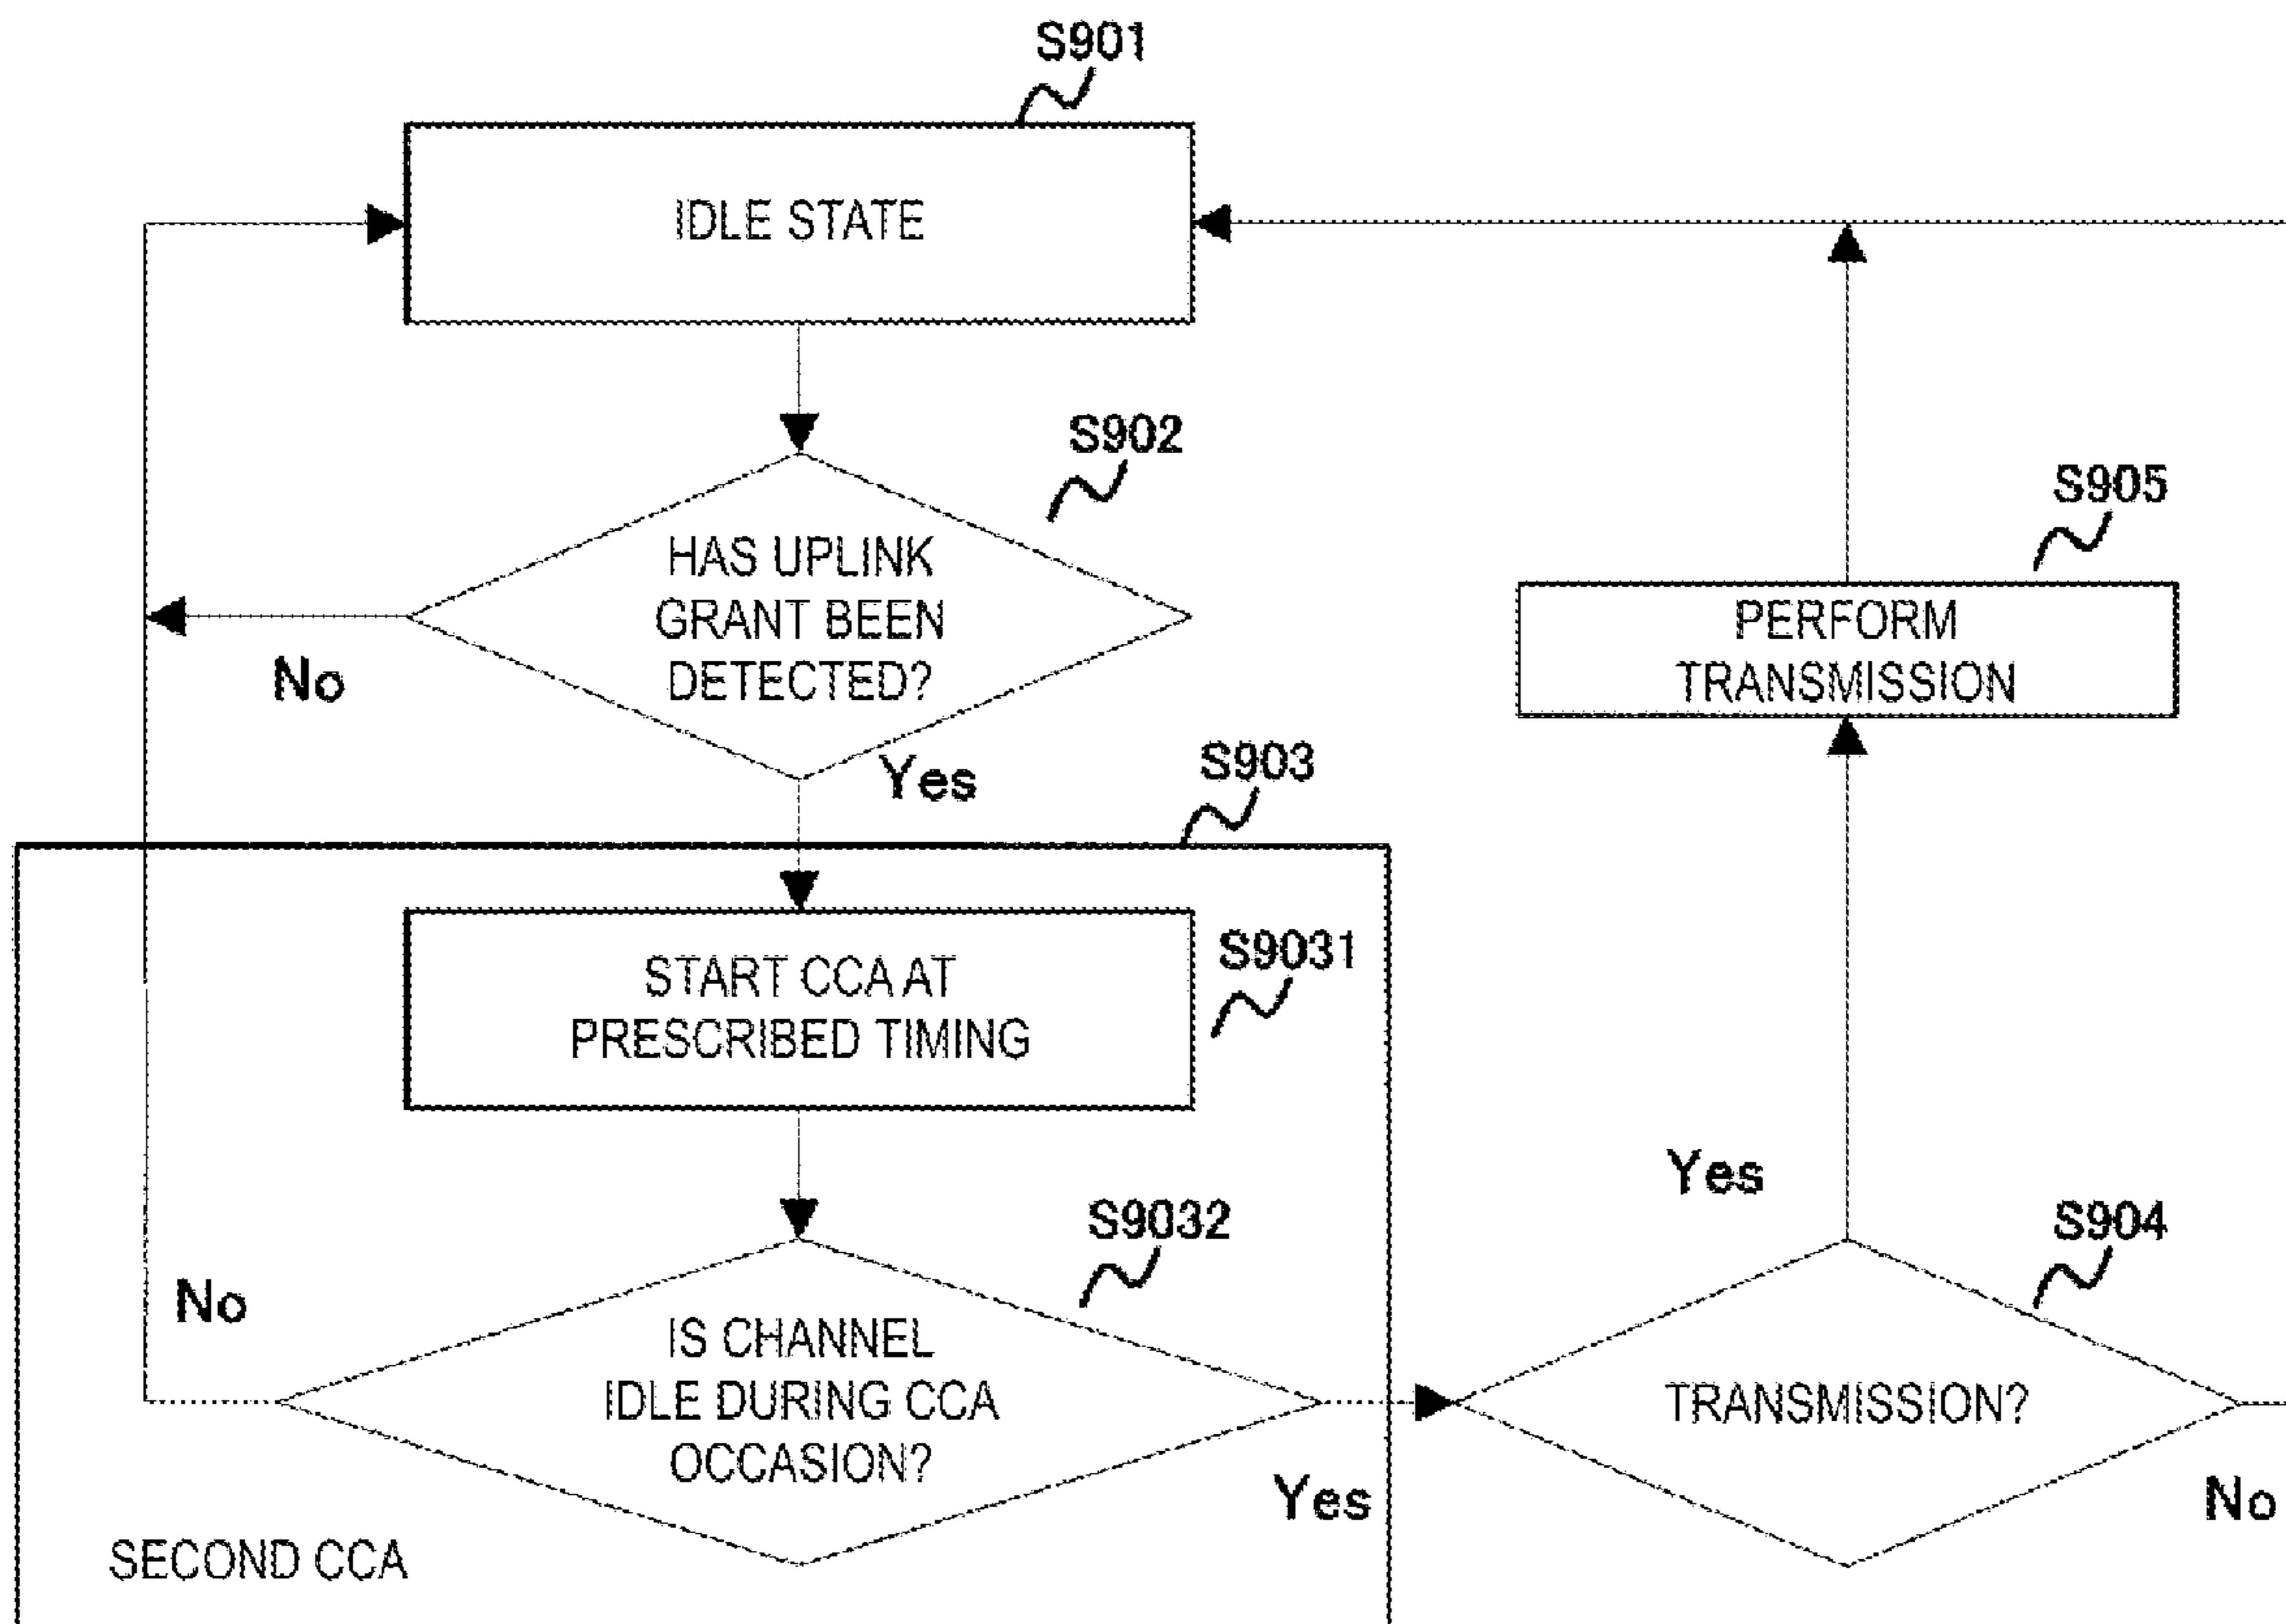 S901
IDLE STATE
S902
HAS UPLINK
GRANT BEEN
DETECTED?
No
Yes
S903
S9031
START CCA AT
PRESCRIBED TIMING
S9032
No
IS CHANNEL
IDLE DURING CCA
OCCASION?
Yes
SECOND CCA
S904
TRANSMISSION?
Yes
No
S905
PERFORM
TRANSMISSION